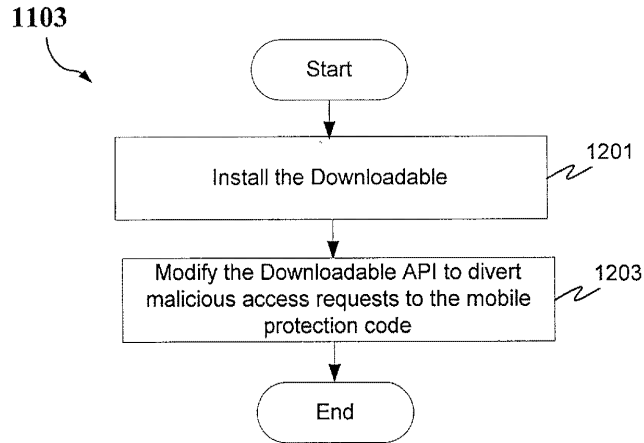 1103
Start
Install the Downloadable
1201
Modify the Downloadable API to divert
malicious access requests to the mobile
protection code
1203
End